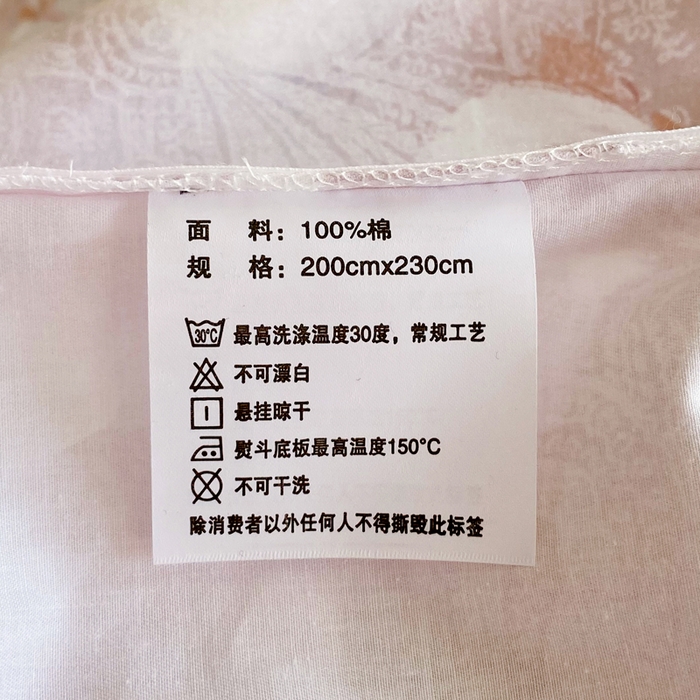 面 料：100%棉
规 格：200cmx230cm
30°C 最高洗涤温度30度，常规工艺
不可漂白
悬挂晾干
熨斗底板最高温度150°C
不可干洗
除消费者以外任何人不得撕毁此标签